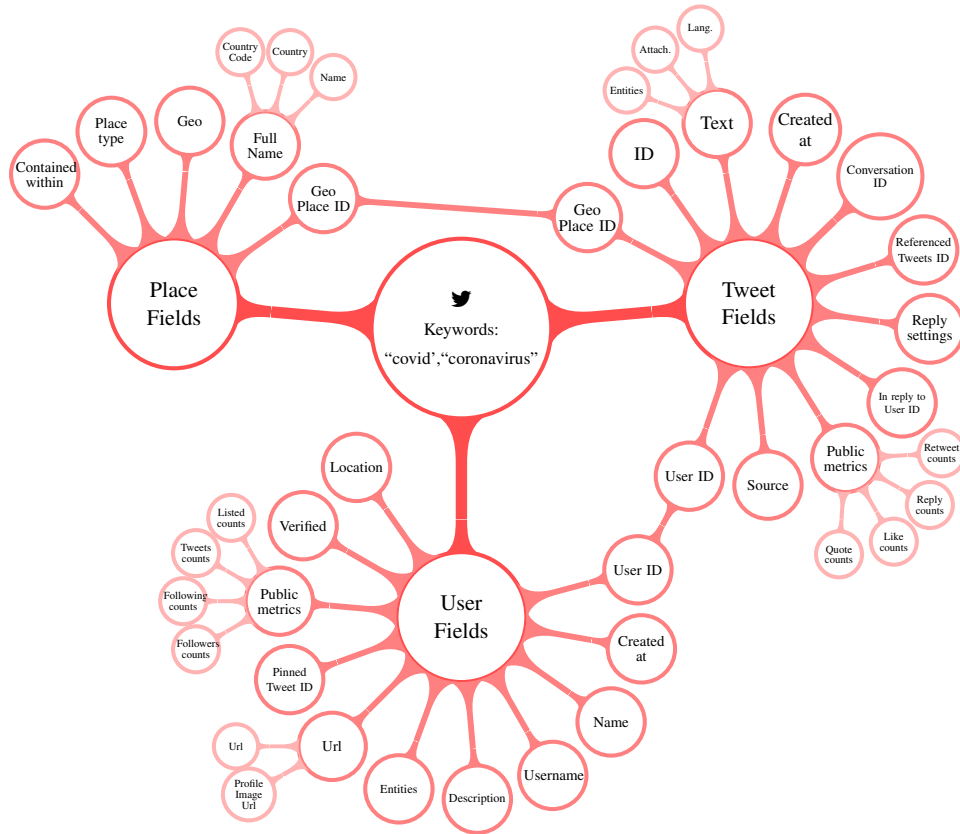 Country
Code
Country
Name
Place
type
Geo
Full
Name
Contained
within
Geo
Place ID
Place
Fields
Keywords:
“covid’,“coronavirus”
Lang.
Attach.
Entities
Text
Created
at
ID
Conversation
ID
Geo
Place ID
Referenced
Tweets ID
Tweet
Fields
Reply
settings
In reply to
User ID
Public
metrics
Retweet
counts
Reply
counts
Like
counts
Quote
counts
Source
User ID
User ID
Location
Verified
Listed
counts
Tweets
counts
Following
counts
Followers
counts
Public
metrics
User
Fields
Created
at
Pinned
Tweet ID
Name
Url
Url
Profile
Image
Url
Entities
Description
Username